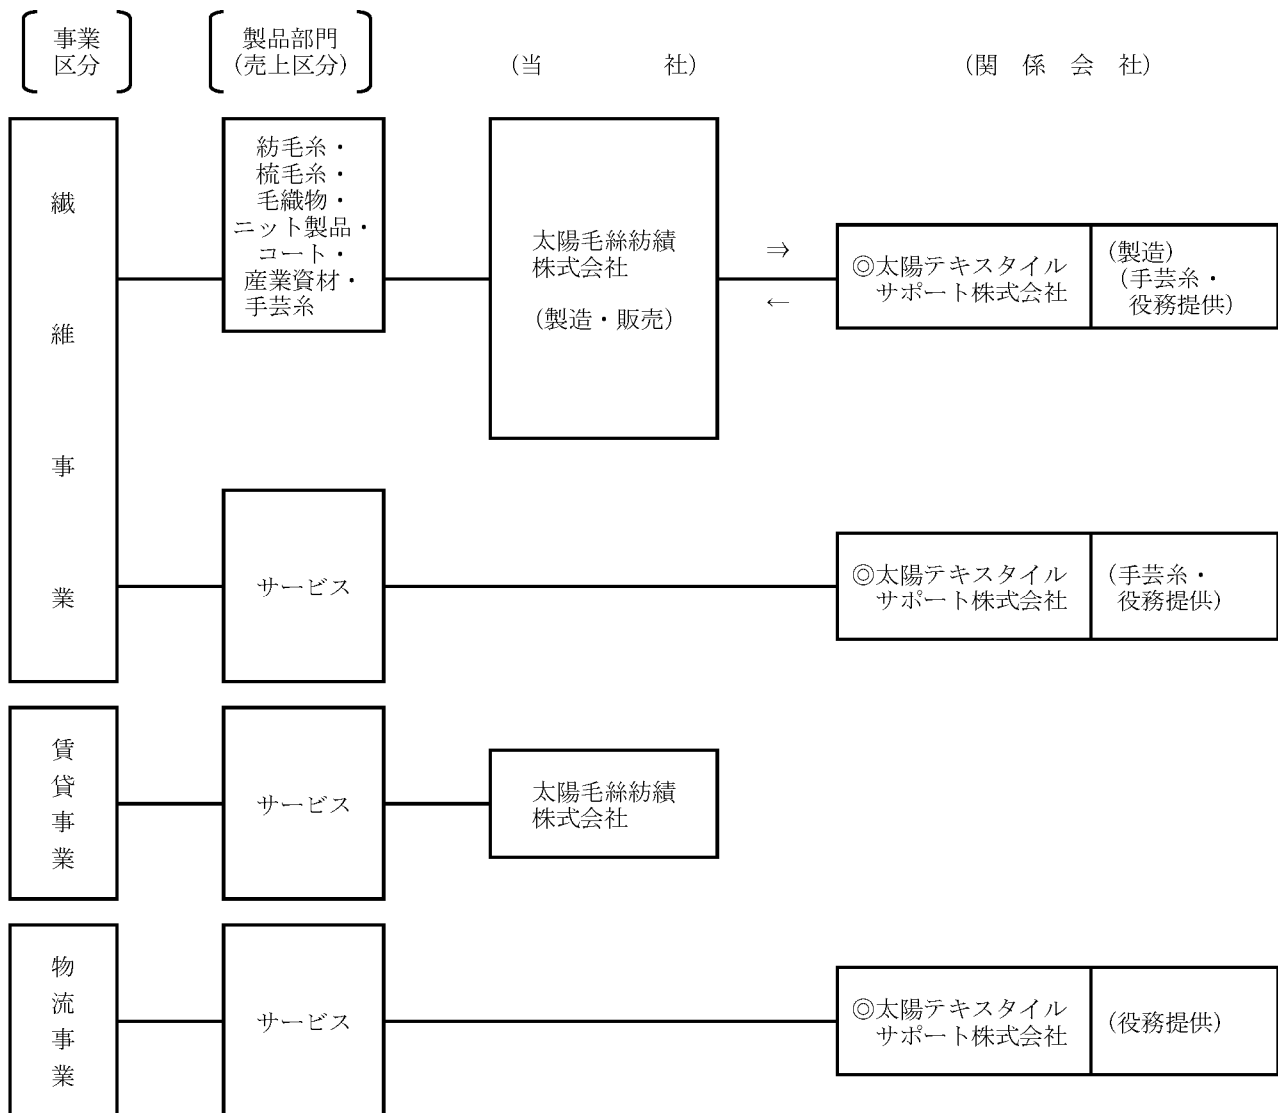 事業
区分
製品部門
(売上区分)
(当　社)
(関 係 会 社)
繊維事業
紡毛糸・
梳毛糸・
毛織物・
ニット製品・
コート・
産業資材・
手芸糸
太陽毛絲紡績
株式会社
(製造・販売)
⇒
←
◎太陽テキスタイル
サポート株式会社
(製造)
(手芸糸・
役務提供)
サービス
◎太陽テキスタイル
サポート株式会社
(手芸糸・
役務提供)
賃貸事業
サービス
太陽毛絲紡績
株式会社
物流事業
サービス
◎太陽テキスタイル
サポート株式会社
(役務提供)